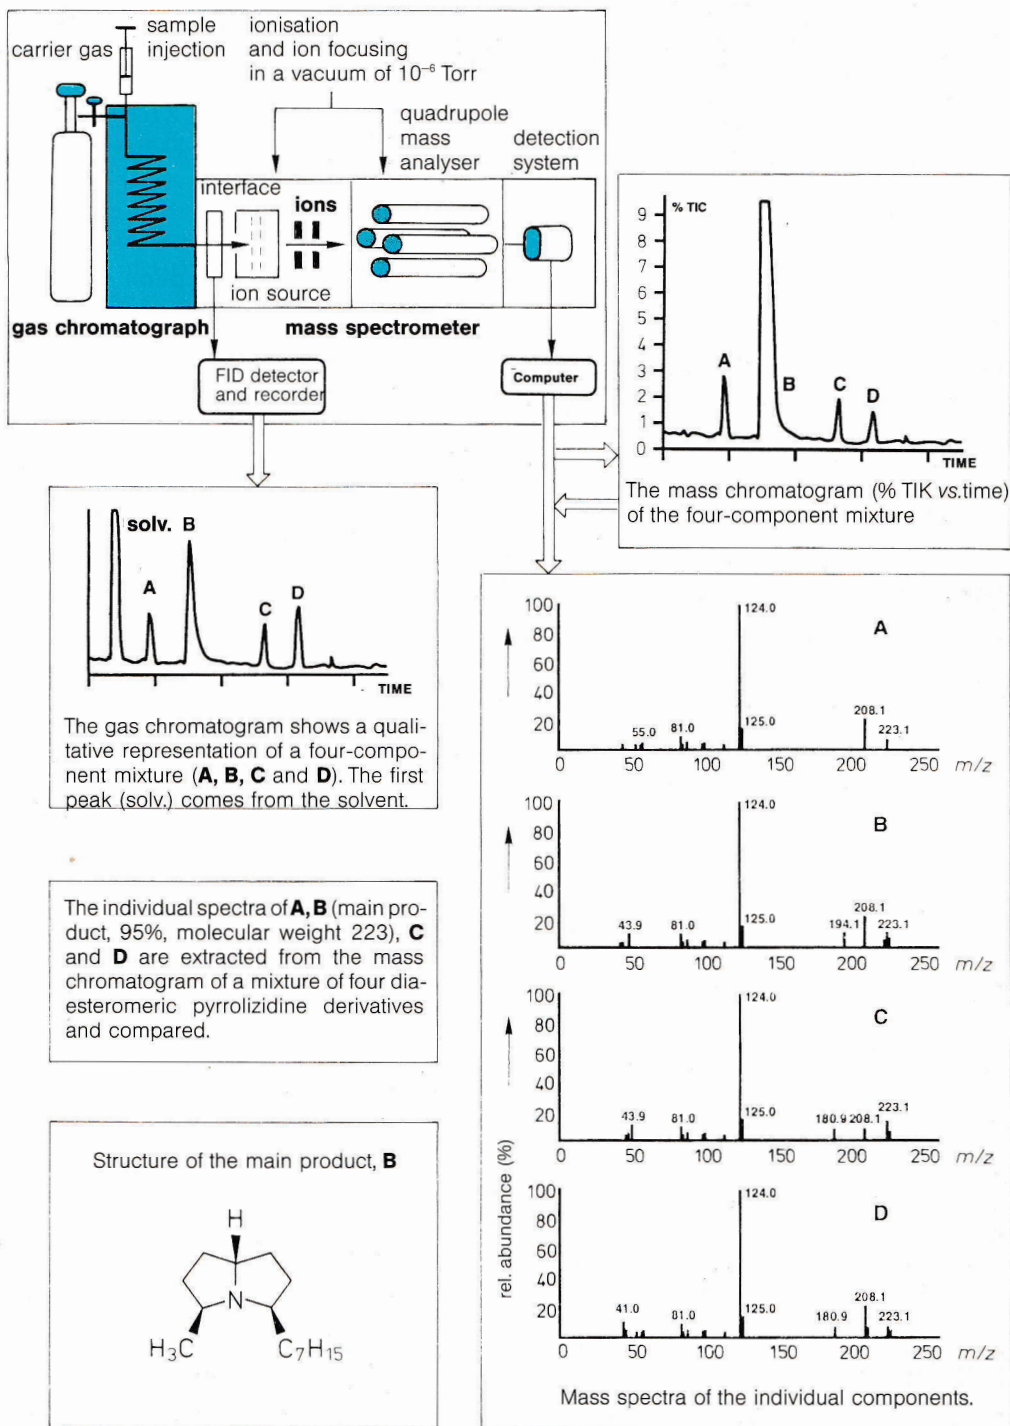 sample
injection
carrier gas
ionisation
and ion focusing
in a vacuum of 10⁻⁶ Torr
quadrupole
mass
analyser
detection
system
interface
ions
ion source
gas chromatograph
mass spectrometer
FID detector
and recorder
Computer
% TIC
9
8
7
6
5
4
3
2
1
0
A
B
C
D
TIME
The mass chromatogram (% TIK vs.time)
of the four-component mixture
solv.
B
A
C
D
TIME
The gas chromatogram shows a quali-
tative representation of a four-compo-
nent mixture (A, B, C and D). The first
peak (solv.) comes from the solvent.
The individual spectra of A, B (main pro-
duct, 95%, molecular weight 223), C
and D are extracted from the mass
chromatogram of a mixture of four dia-
esteromeric pyrrolizidine derivatives
and compared.
Structure of the main product, B
H
N
H₃C
C₇H₁₅
100
80
60
40
20
124.0
A
55.0
81.0
125.0
208.1
223.1
0 50 100 150 200 250 m/z
100
80
60
40
20
124.0
B
43.9
81.0
125.0
194.1
208.1
223.1
0 50 100 150 200 250 m/z
100
80
60
40
20
124.0
C
43.9
81.0
125.0
180.9
208.1
223.1
0 50 100 150 200 250 m/z
rel. abundance (%)
100
80
60
40
20
124.0
D
41.0
81.0
125.0
180.9
208.1
223.1
0 50 100 150 200 250 m/z
Mass spectra of the individual components.